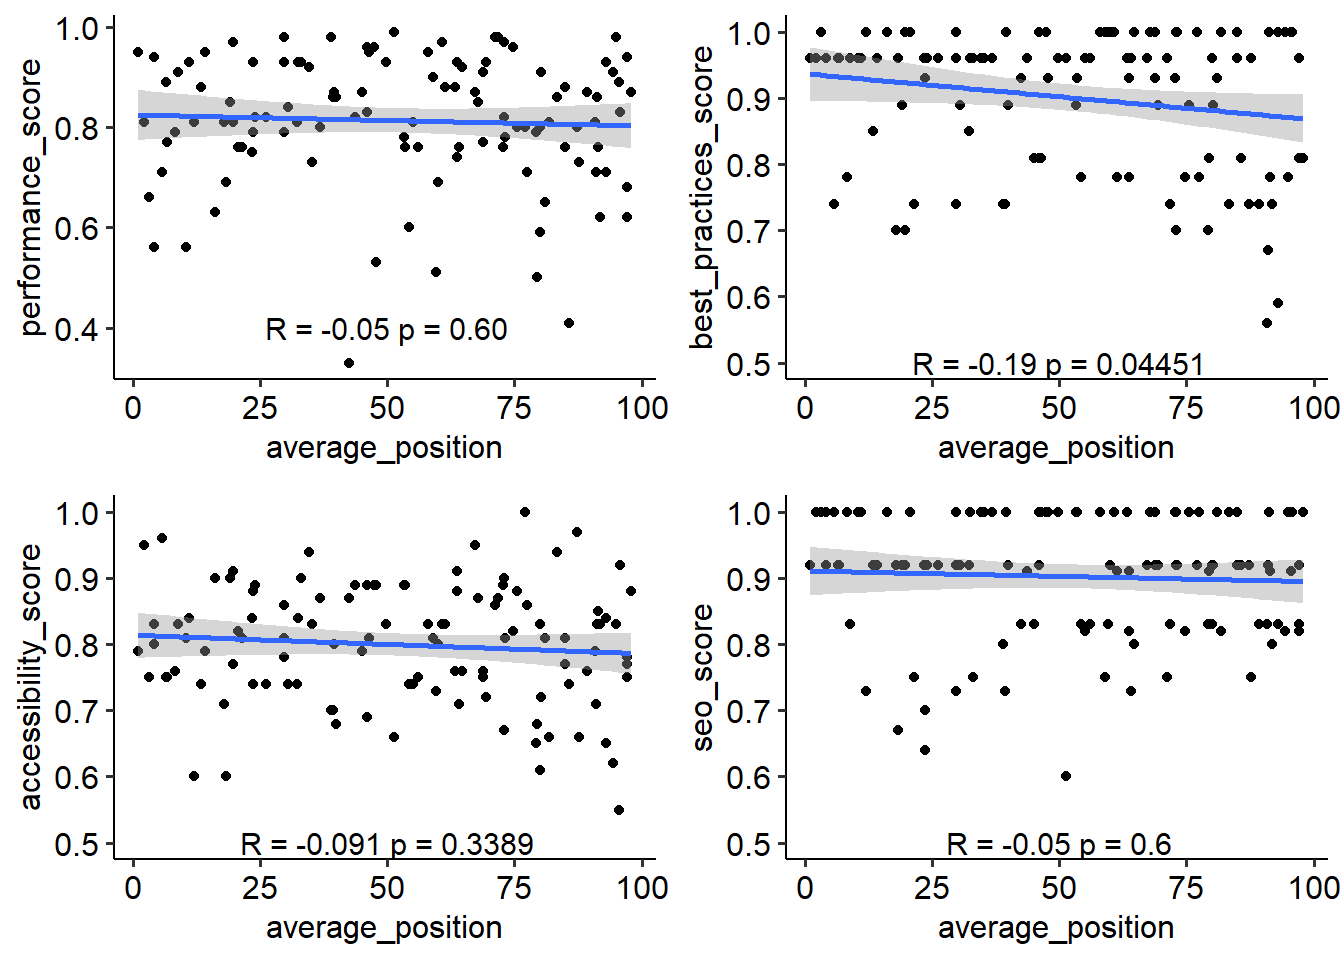 performance_score
1.0
0.8
0.6
0.4
R = -0.05 p = 0.60
0 25 50 75 100
average_position
best_practices_score
1.0
0.9
0.8
0.7
0.6
0.5
R = -0.19 p = 0.04451
0 25 50 75 100
average_position
accessibility_score
1.0
0.9
0.8
0.7
0.6
0.5
R = -0.091 p = 0.3389
0 25 50 75 100
average_position
seo_score
1.0
0.9
0.8
0.7
0.6
0.5
R = -0.05 p = 0.6
0 25 50 75 100
average_position